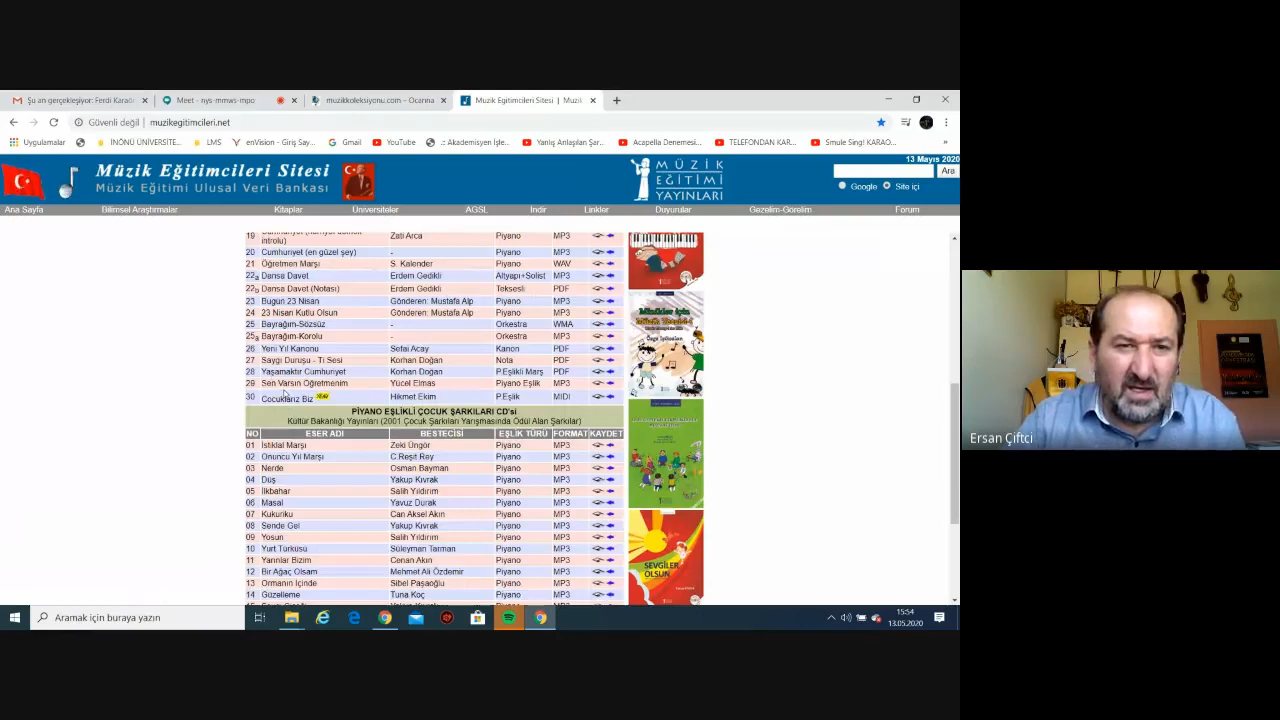 Şu an gerçekleşiyor: Ferdi Karaö
Meet - nys-mmws-mpo
muzikkoleksiyonu.com – Ocarina
Müzik Eğitimcileri Sitesi | Müzik
Güvenli değil | muzikegitimcileri.net
Uygulamalar
İNÖNÜ ÜNİVERSİTE...
LMS
enVision - Giriş Say...
Gmail
YouTube
.: Akademisyen İşle...
Yanlış Anlaşılan Şar...
Acapella Denemesi...
TELEFONDAN KAR...
Smule Sing! KARAO...
»
Müzik Eğitimcileri Sitesi
Müzik Eğitimi Ulusal Veri Bankası
MÜZİK
EĞİTİMİ
YAYINLARI
13 Mayıs 2020
Ara
Google Site içi
Ana Sayfa Bilimsel Araştırmalar Kitaplar Üniversiteler AGSL İndir Linkler Duyurular Gezelim-Görelim Forum
19 introlu) Zati Arca Piyano MP3
20 Cumhuriyet (en güzel şey) - Piyano MP3
21 Öğretmen Marşı S. Kalender Piyano WAV
22a Dansa Davet Erdem Gedikli Altyapı+Solist MP3
22b Dansa Davet (Notası) Erdem Gedikli Teksesli PDF
23 Bugün 23 Nisan Gönderen: Mustafa Alp Piyano MP3
24 23 Nisan Kutlu Olsun Gönderen: Mustafa Alp Piyano MP3
25 Bayrağım-Sözsüz - Orkestra WMA
25a Bayrağım-Korolu - Orkestra MP3
26 Yeni Yıl Kanonu Sefai Acay Kanon PDF
27 Saygı Duruşu - Ti Sesi Korhan Doğan Nota PDF
28 Yaşamaktır Cumhuriyet Korhan Doğan P.Eşlikli Marş PDF
29 Sen Varsın Öğretmenim Yücel Elmas Piyano Eşlik MP3
30 Çocuklarız Biz Hikmet Ekim P.Eşlik MIDI
PİYANO EŞLİKLİ ÇOCUK ŞARKILARI CD'si
Kültür Bakanlığı Yayınları (2001 Çocuk Şarkıları Yarışmasında Ödül Alan Şarkılar)
NO ESER ADI BESTECİSİ EŞLİK TÜRÜ FORMAT KAYDET
01 İstiklal Marşı Zeki Üngör Piyano MP3
02 Onuncu Yıl Marşı C.Reşit Rey Piyano MP3
03 Nerde Osman Bayman Piyano MP3
04 Düş Yakup Kıvrak Piyano MP3
05 İlkbahar Salih Yıldırım Piyano MP3
06 Masal Yavuz Durak Piyano MP3
07 Kukuriku Can Aksel Akın Piyano MP3
08 Sende Gel Yakup Kıvrak Piyano MP3
09 Yosun Salih Yıldırım Piyano MP3
10 Yurt Türküsü Süleyman Tarman Piyano MP3
11 Yarınlar Bizim Cenan Akın Piyano MP3
12 Bir Ağaç Olsam Mehmet Ali Özdemir Piyano MP3
13 Ormanın İçinde Sibel Paşaoğlu Piyano MP3
14 Güzelleme Tuna Koç Piyano MP3
SEVGİLER
OLSUN
Ersan Çiftci
Aramak için buraya yazın
15:54
13.05.2020